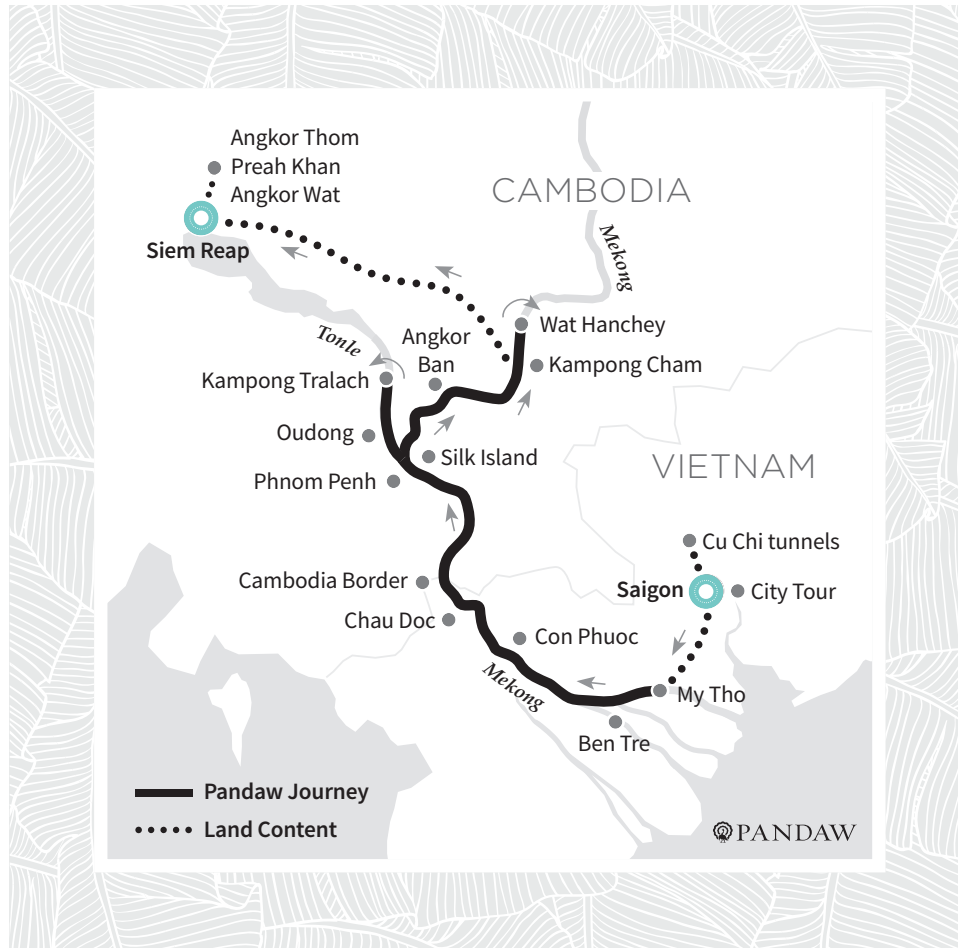 Angkor Thom
Preah Khan
Angkor Wat
CAMBODIA
Siem Reap
Mekong
Wat Hanchey
Tonle
Angkor
Ban
Kampong Cham
Kampong Tralach
Oudong
Silk Island
VIETNAM
Phnom Penh
Cu Chi tunnels
Cambodia Border
Saigon
City Tour
Chau Doc
Con Phuoc
Mekong
My Tho
Ben Tre
Pandaw Journey
Land Content
PANDAW